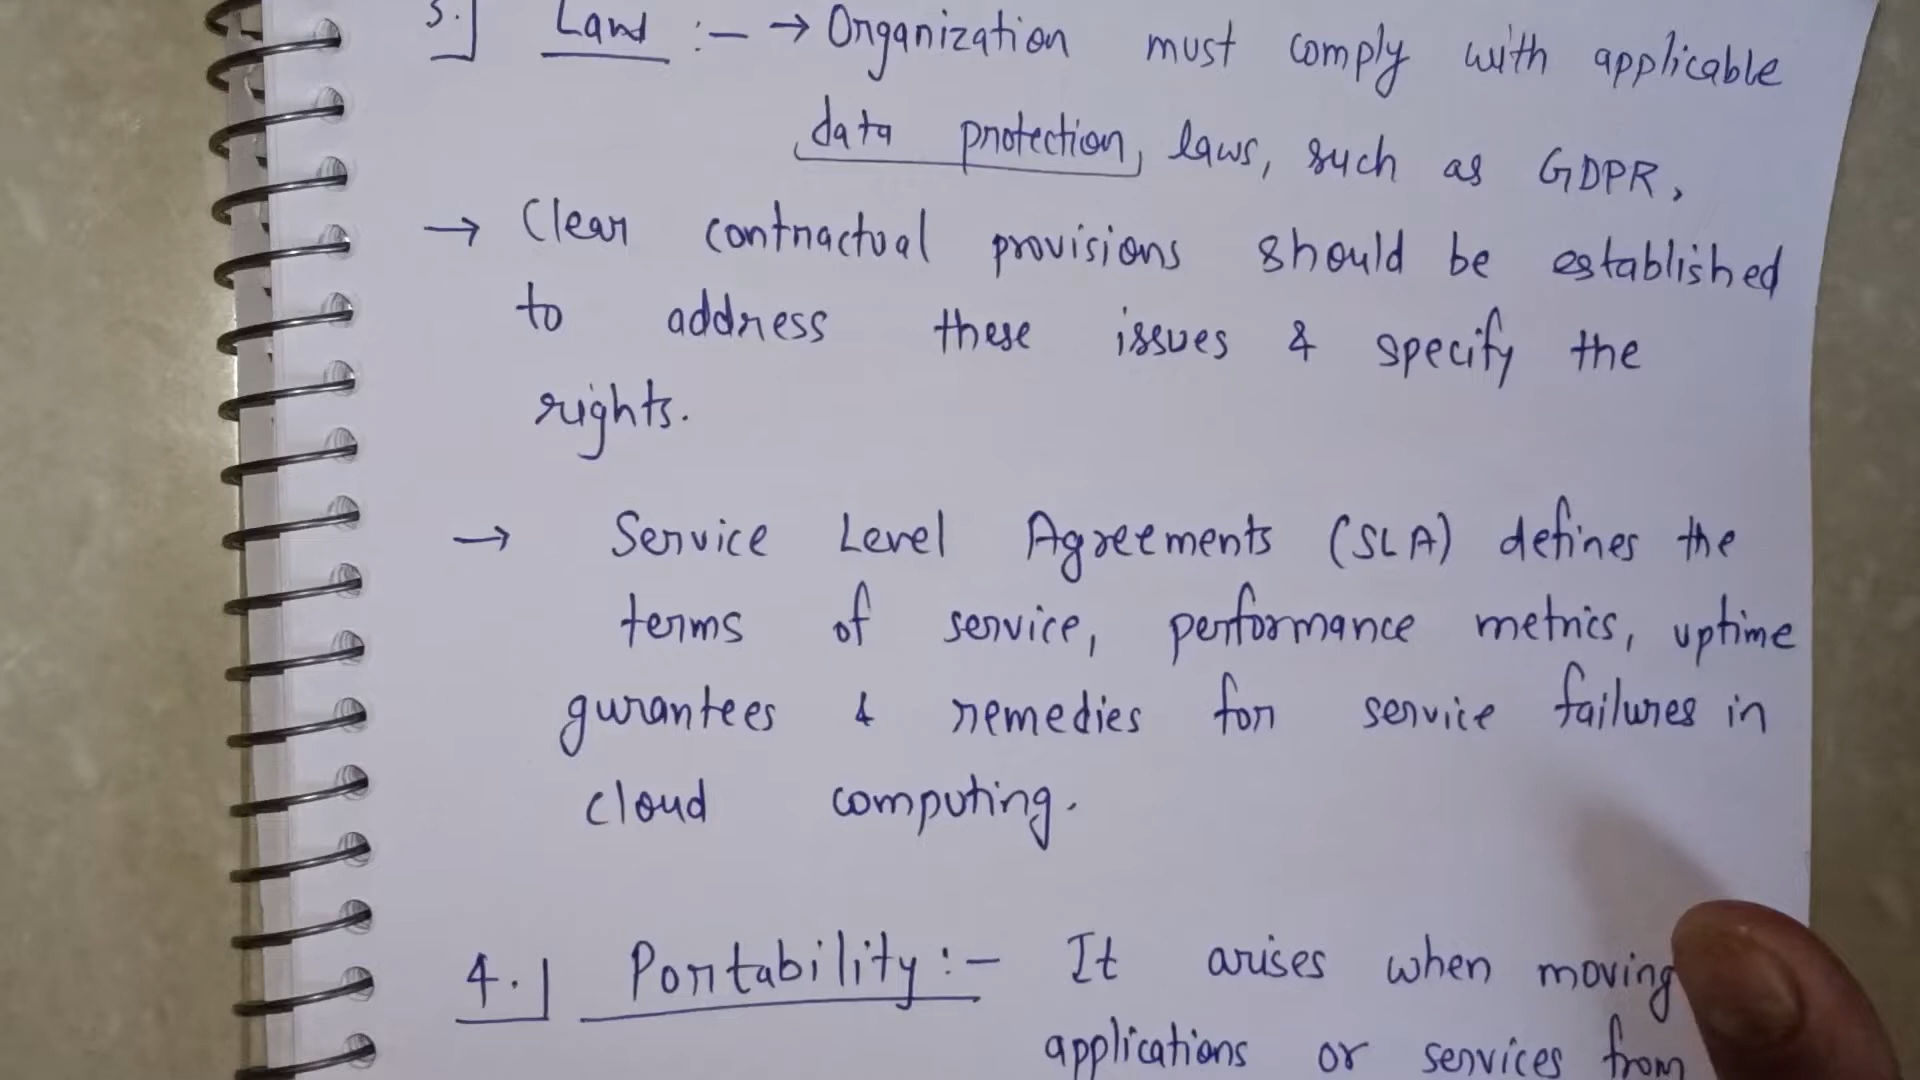 3.] Law :- → Organization must comply with applicable
data protection, laws, such as GDPR,
→ Clear contractual provisions should be established
to address these issues & specify the
rights.
→ Service Level Agreements (SLA) defines the
terms of service, performance metrics, uptime
gurantees & remedies for service failures in
cloud computing.
4.] Portability :- It arises when moving
applications or services from